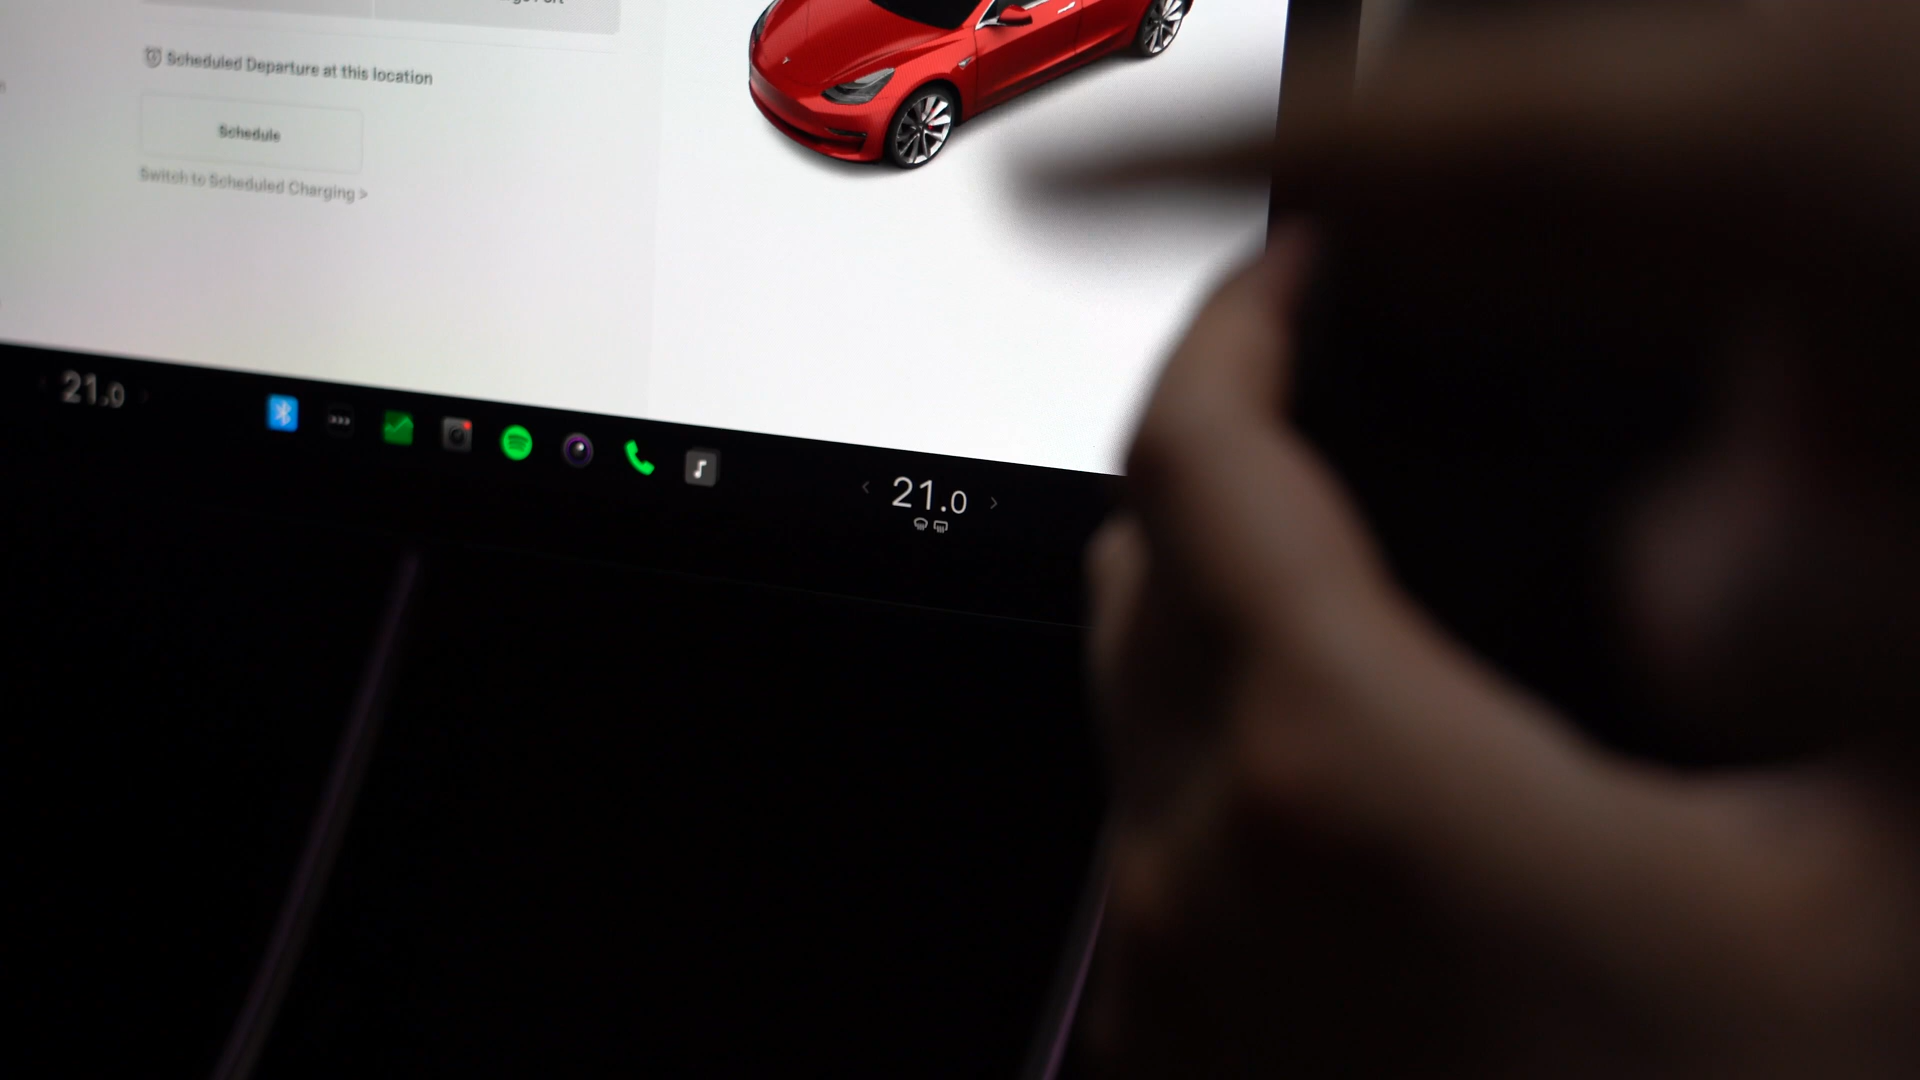 Scheduled Departure at this location
Schedule
Switch to Scheduled Charging >
21.0
< 21.0 >